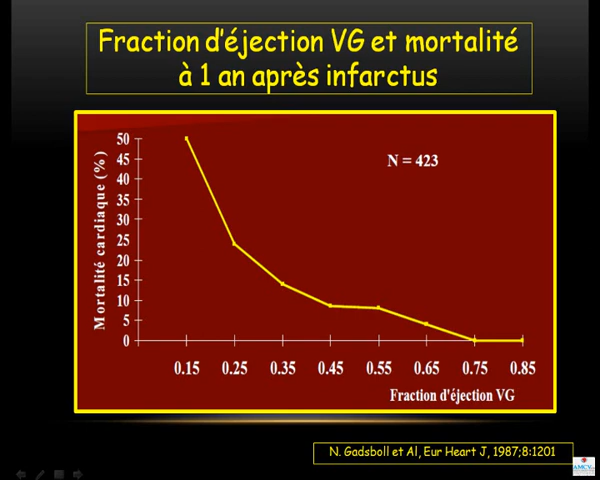 Fraction d'éjection VG et mortalité
à 1 an après infarctus
50
45
40
35
30
25
20
15
10
5
0
Mortalité cardiaque (%)
N = 423
0.15 0.25 0.35 0.45 0.55 0.65 0.75 0.85
Fraction d'éjection VG
N. Gadsboll et Al, Eur Heart J, 1987;8:1201
AMCV